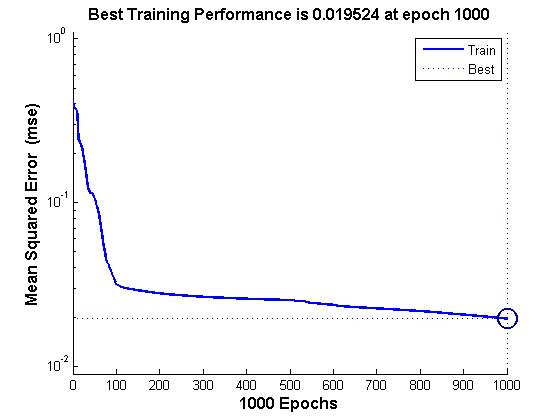 Best Training Performance is 0.019524 at epoch 1000
Train
Best
Mean Squared Error (mse)
10^0
10^-1
10^-2
0 100 200 300 400 500 600 700 800 900 1000
1000 Epochs